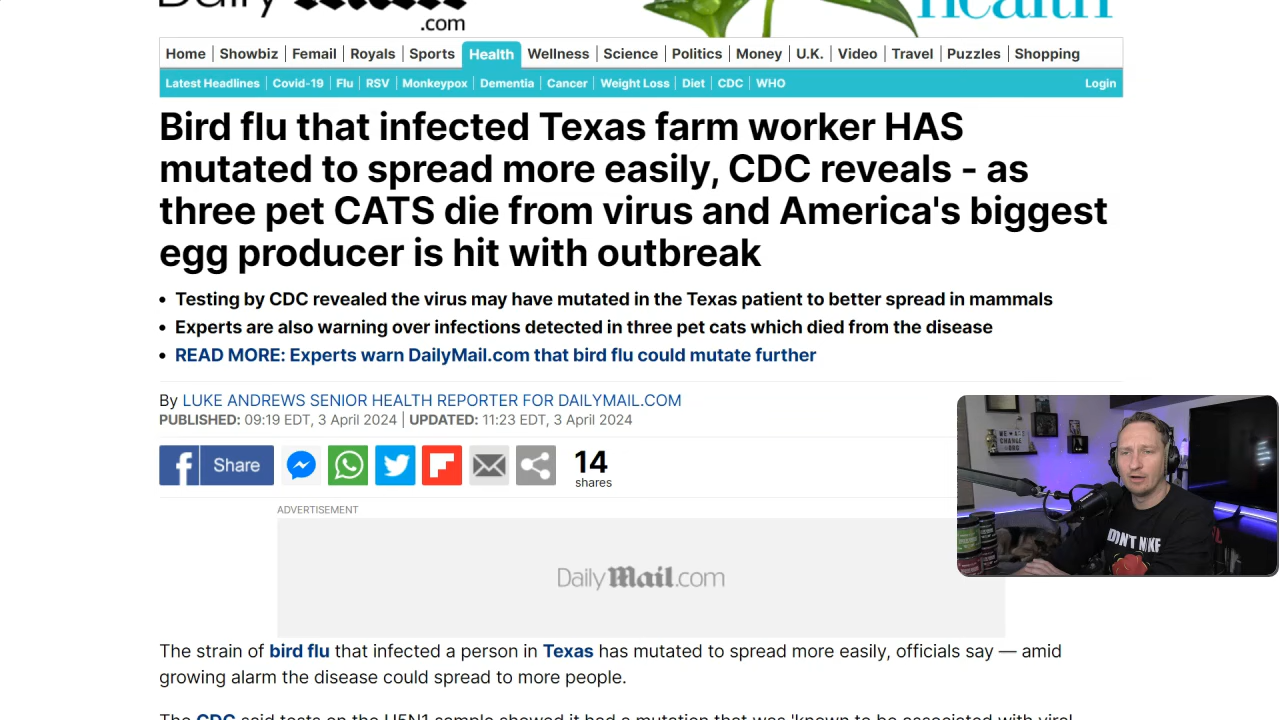 Daily Mail
.com
health
Home Showbiz Femail Royals Sports Health Wellness Science Politics Money U.K. Video Travel Puzzles Shopping
Latest Headlines Covid-19 Flu RSV Monkeypox Dementia Cancer Weight Loss Diet CDC WHO Login
Bird flu that infected Texas farm worker HAS
mutated to spread more easily, CDC reveals - as
three pet CATS die from virus and America's biggest
egg producer is hit with outbreak
• Testing by CDC revealed the virus may have mutated in the Texas patient to better spread in mammals
• Experts are also warning over infections detected in three pet cats which died from the disease
• READ MORE: Experts warn DailyMail.com that bird flu could mutate further
By LUKE ANDREWS SENIOR HEALTH REPORTER FOR DAILYMAIL.COM
PUBLISHED: 09:19 EDT, 3 April 2024 | UPDATED: 11:23 EDT, 3 April 2024
Share
14
shares
WE ARE
CHANGE
.ORG
DON'T
ADVERTISEMENT
DailyMail.com
The strain of bird flu that infected a person in Texas has mutated to spread more easily, officials say — amid
growing alarm the disease could spread to more people.
The CDC said tests on the H5N1 sample showed it had a mutation that was 'known to be associated with viral